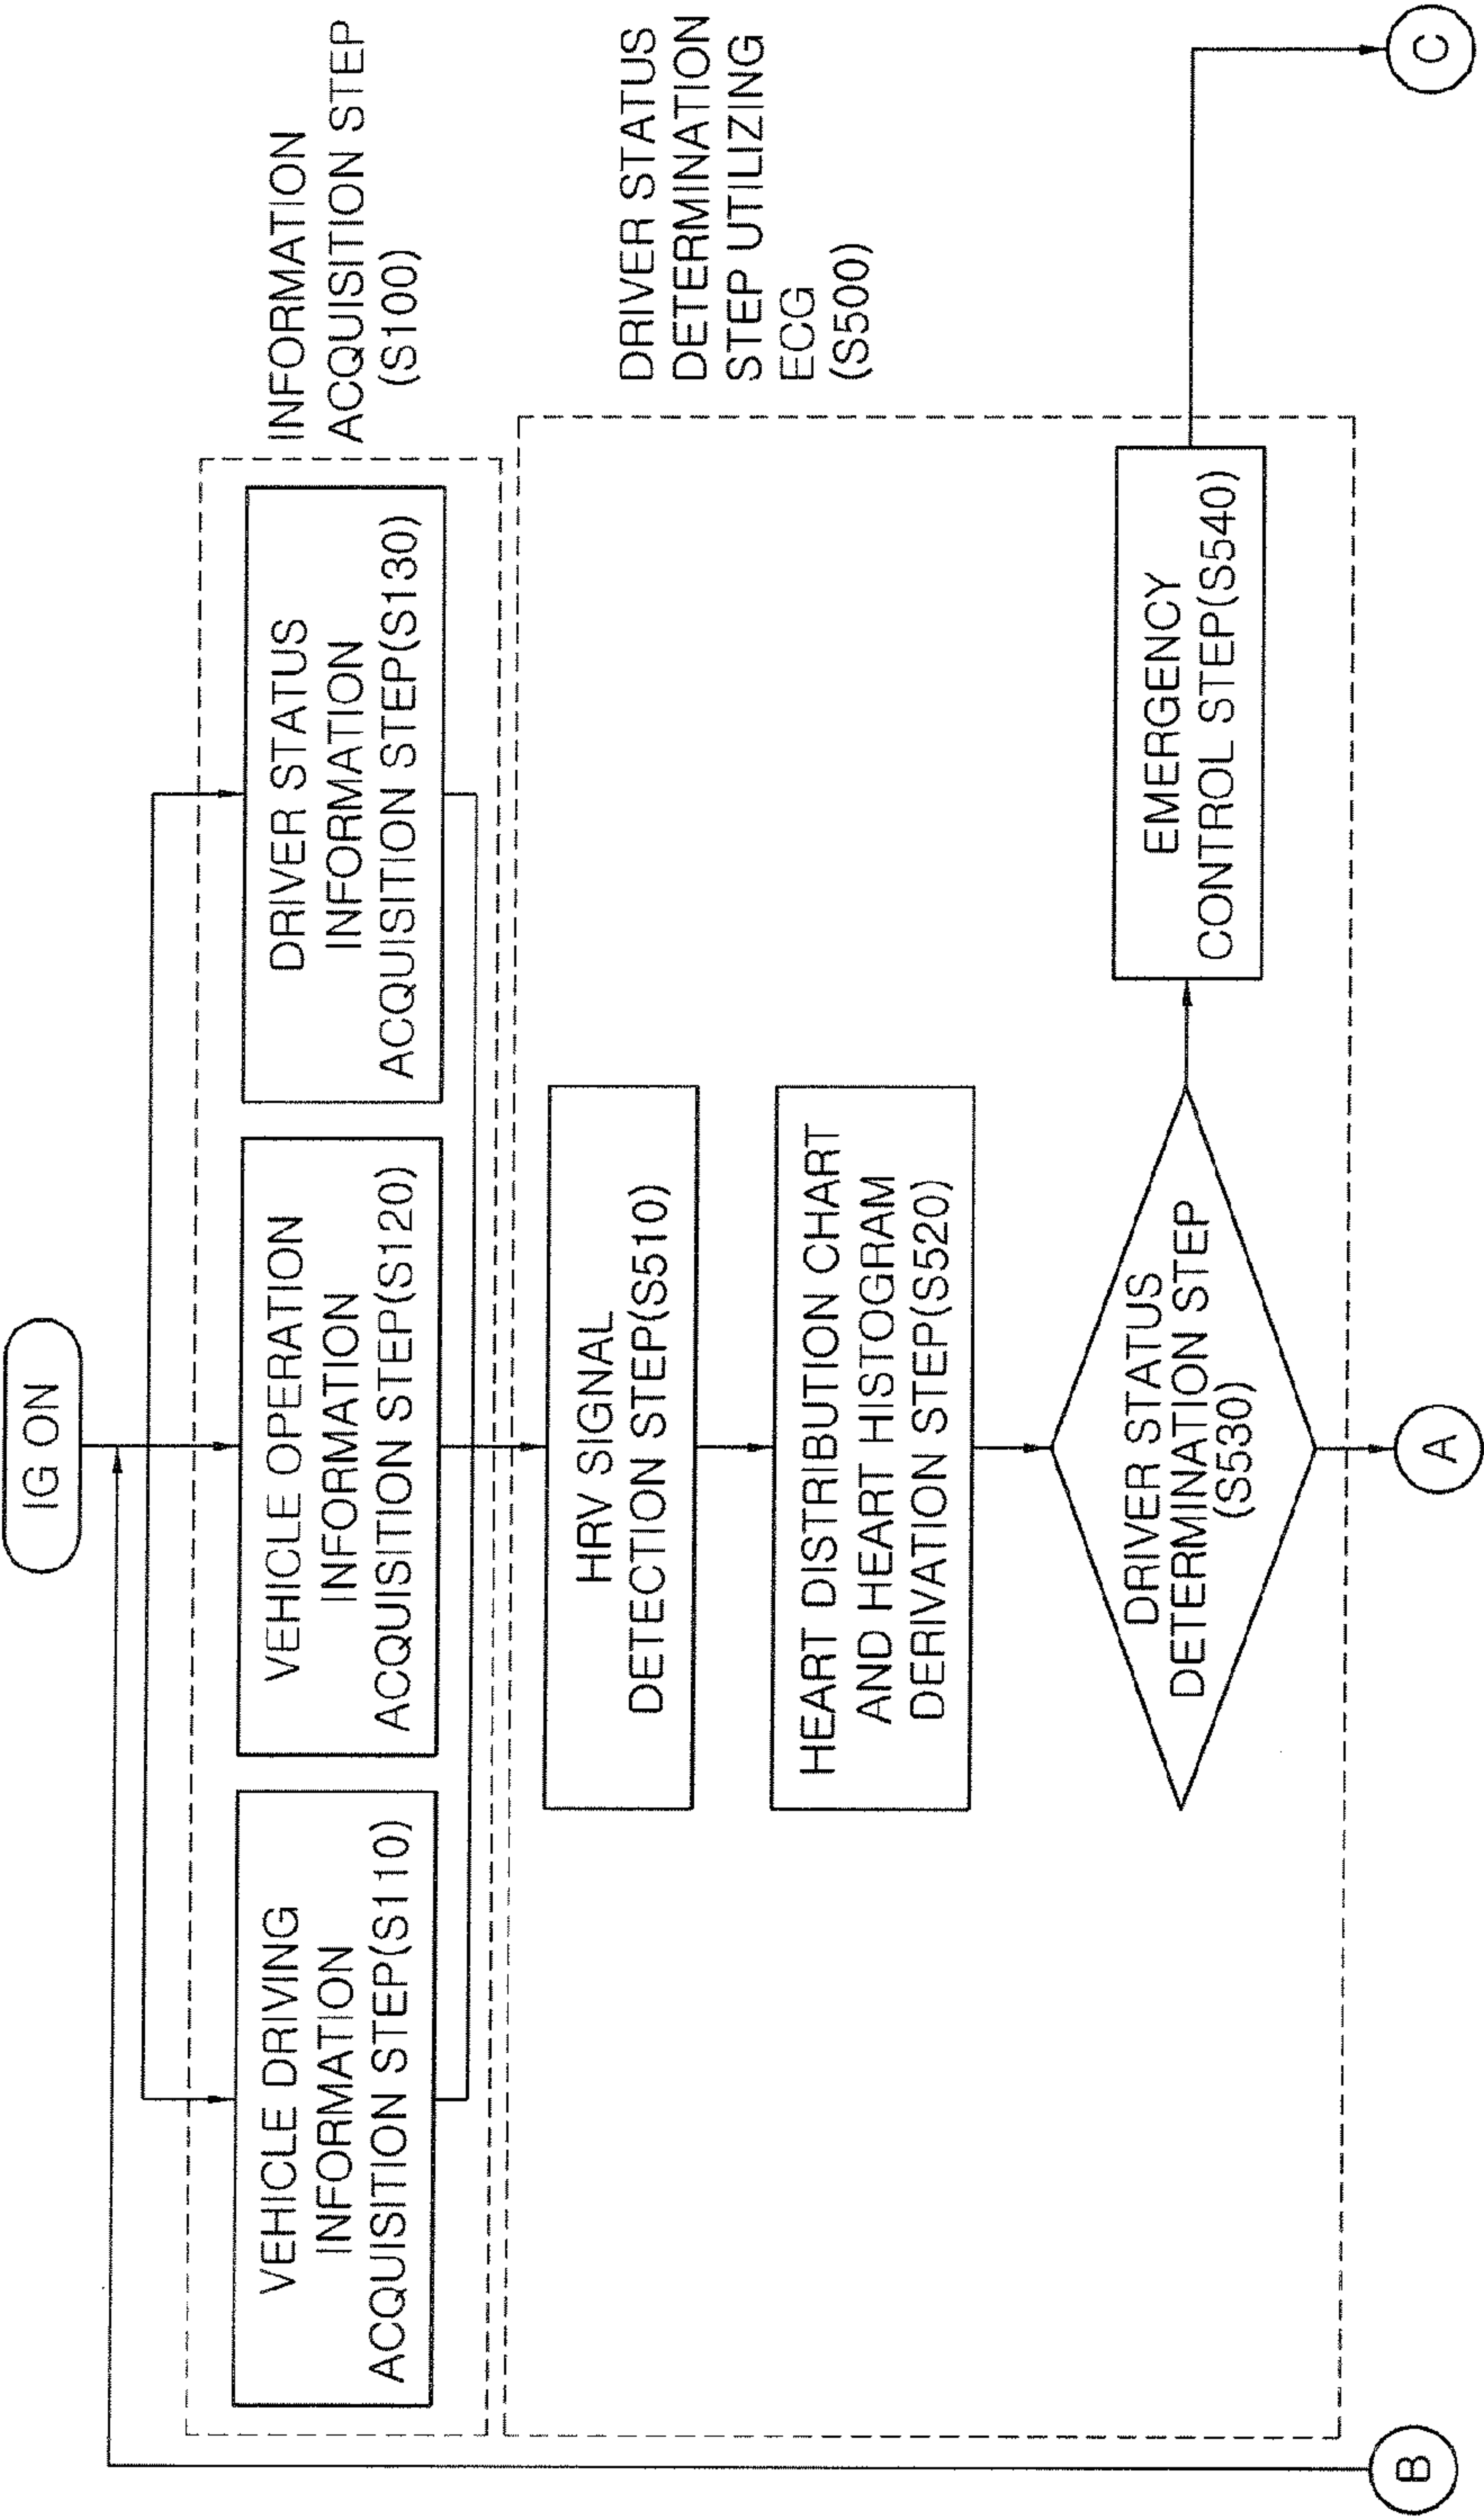 IG ON
INFORMATION
ACQUISITION STEP
(S100)
VEHICLE DRIVING
INFORMATION
ACQUISITION STEP(S110)
VEHICLE OPERATION
INFORMATION
ACQUISITION STEP(S120)
DRIVER STATUS
INFORMATION
ACQUISITION STEP(S130)
DRIVER STATUS
DETERMINATION
STEP UTILIZING
ECG
(S500)
HRV SIGNAL
DETECTION STEP(S510)
HEART DISTRIBUTION CHART
AND HEART HISTOGRAM
DERIVATION STEP(S520)
DRIVER STATUS
DETERMINATION STEP
(S530)
EMERGENCY
CONTROL STEP(S540)
B
A
C